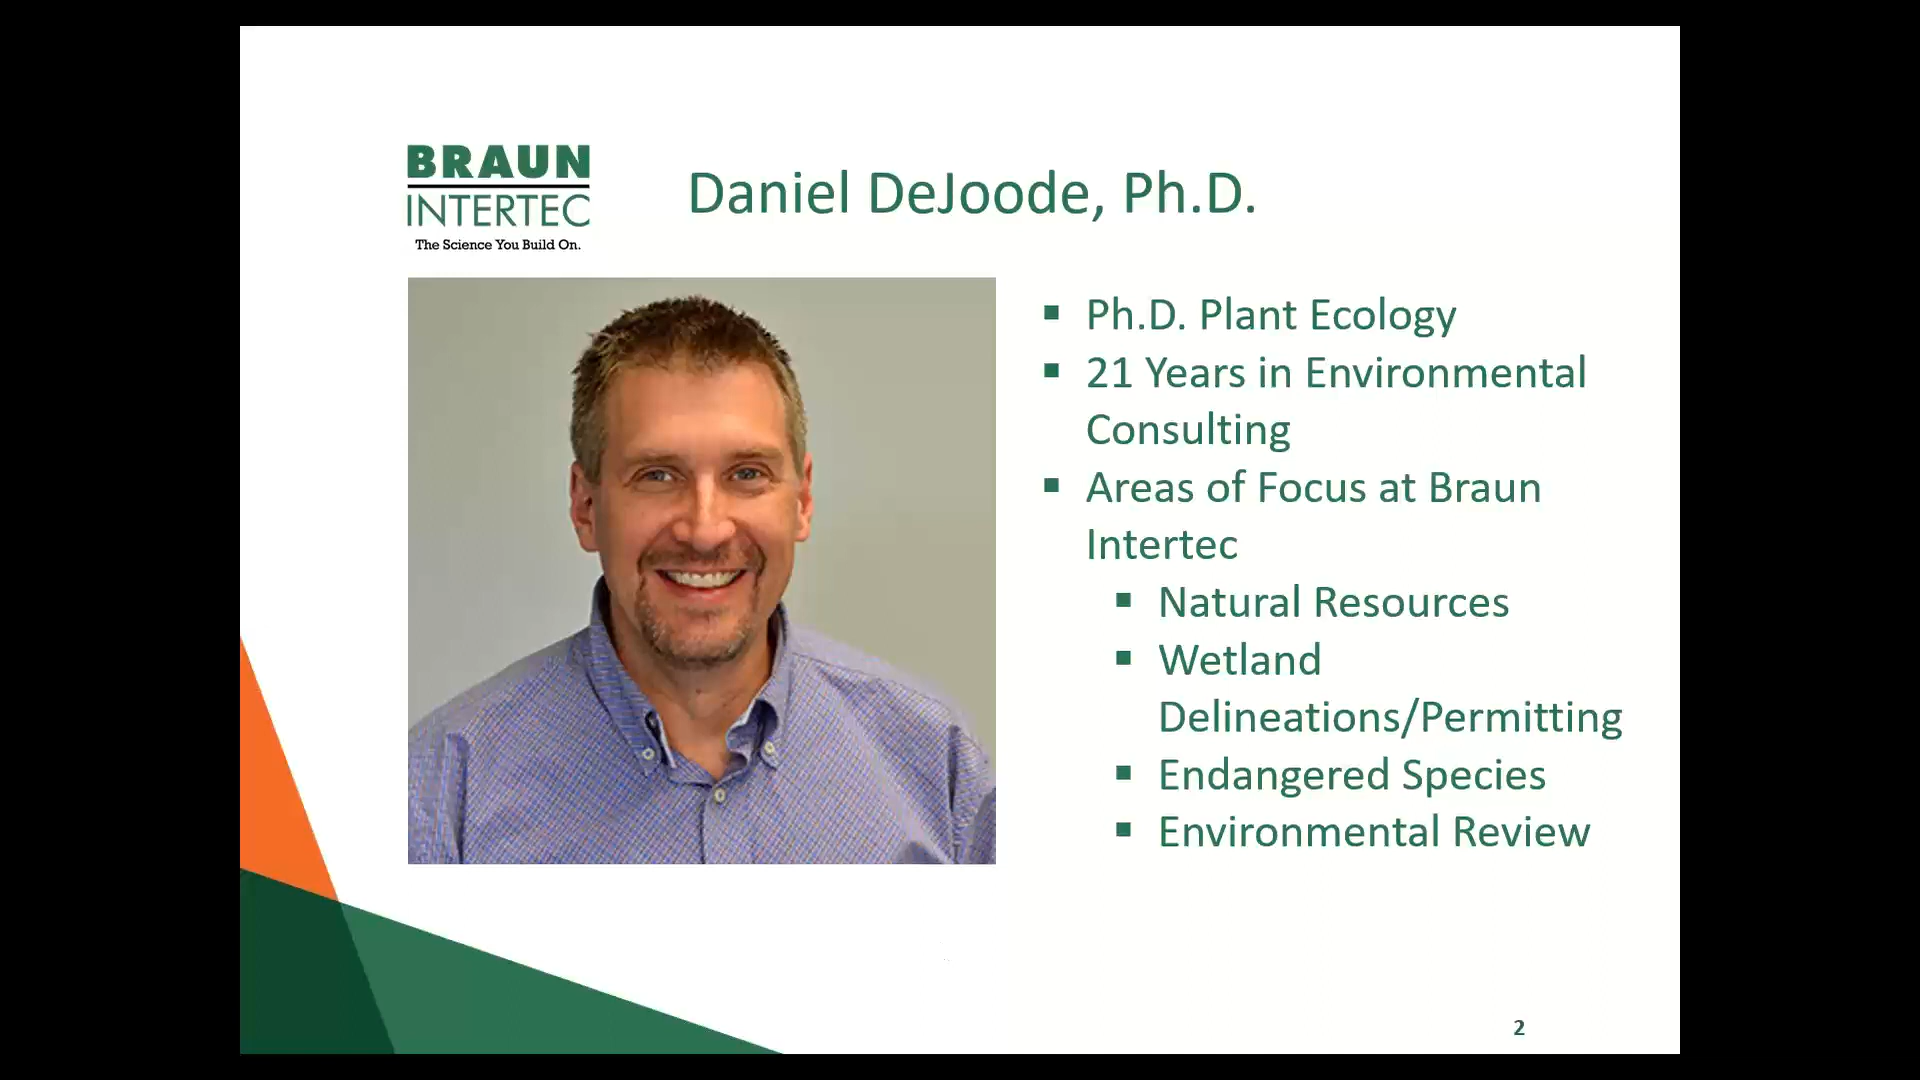 BRAUN
INTERTEC
The Science You Build On.
Daniel DeJoode, Ph.D.
▪ Ph.D. Plant Ecology
▪ 21 Years in Environmental
Consulting
▪ Areas of Focus at Braun
Intertec
▪ Natural Resources
▪ Wetland
Delineations/Permitting
▪ Endangered Species
▪ Environmental Review
2